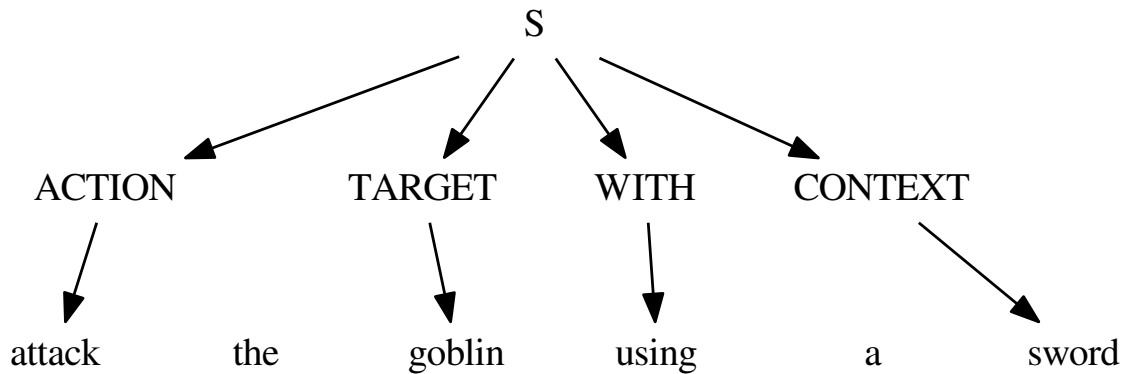 S
ACTION TARGET WITH CONTEXT
attack the goblin using a sword